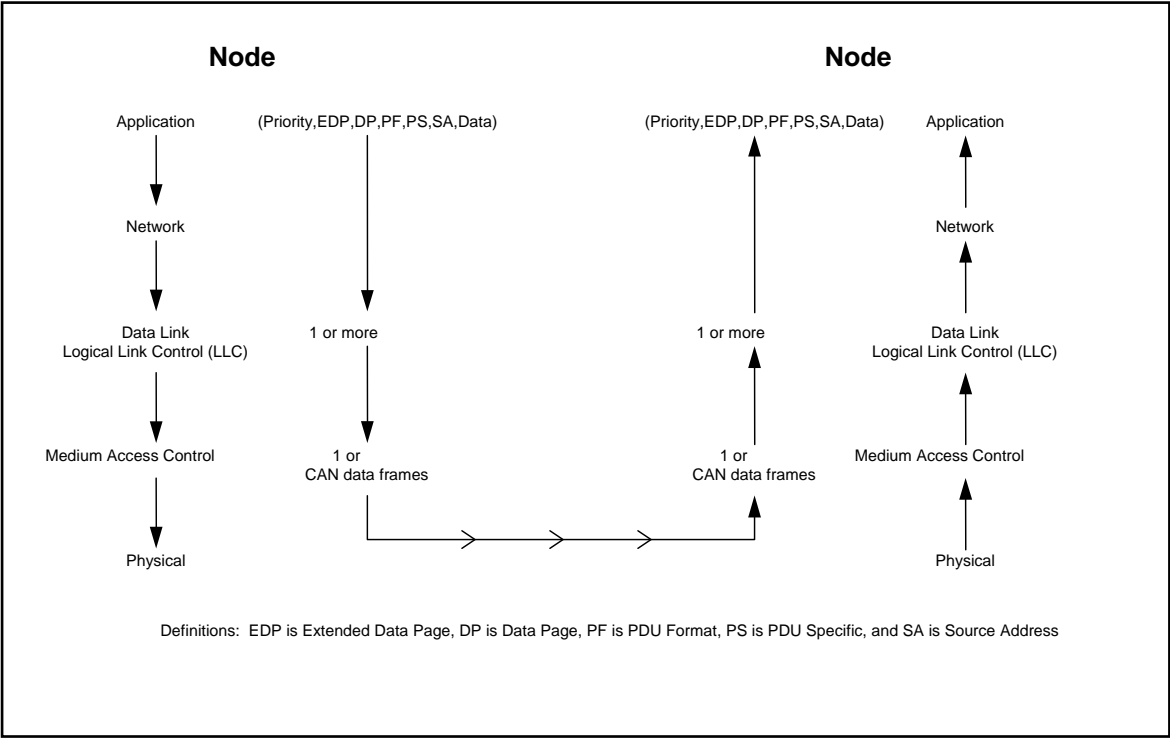 Node Node
Application (Priority,EDP,DP,PF,PS,SA,Data) (Priority,EDP,DP,PF,PS,SA,Data) Application
Network Network
Data Link 1 or more 1 or more Data Link
Logical Link Control (LLC) Logical Link Control (LLC)
Medium Access Control 1 or 1 or Medium Access Control
CAN data frames CAN data frames
Physical Physical
Definitions: EDP is Extended Data Page, DP is Data Page, PF is PDU Format, PS is PDU Specific, and SA is Source Address